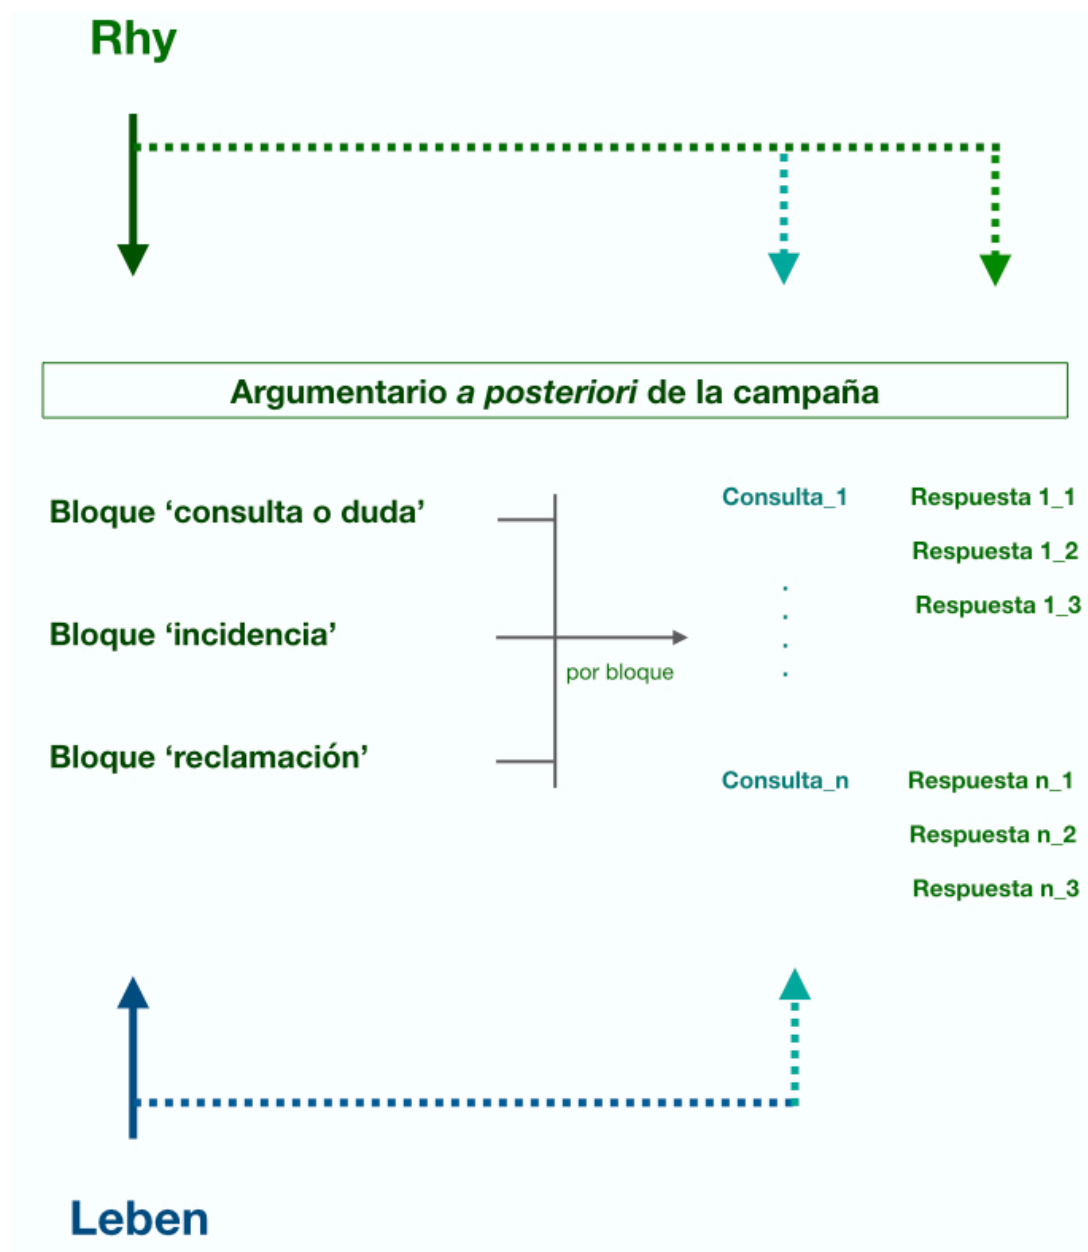 Rhy
Argumentario a posteriori de la campaña
Bloque ‘consulta o duda’
Bloque ‘incidencia’
Bloque ‘reclamación’
por bloque
Consulta_1
Respuesta 1_1
Respuesta 1_2
Respuesta 1_3
.
.
.
.
Consulta_n
Respuesta n_1
Respuesta n_2
Respuesta n_3
Leben